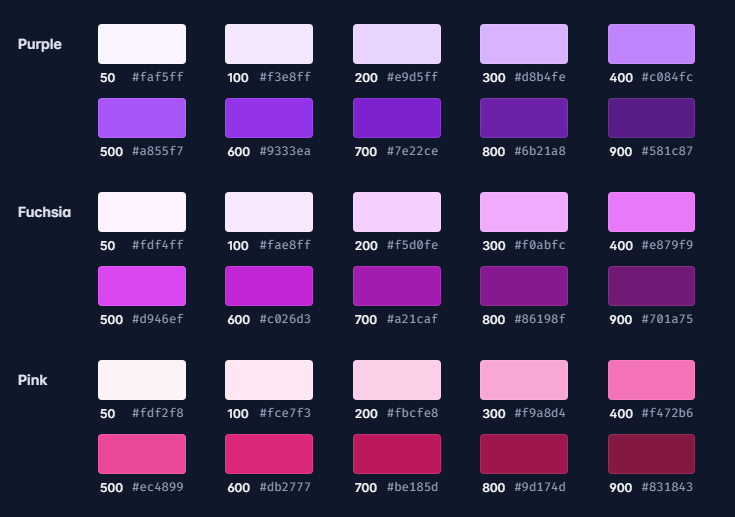 Purple
50 #faf5ff 100 #f3e8ff 200 #e9d5ff 300 #d8b4fe 400 #c084fc
500 #a855f7 600 #9333ea 700 #7e22ce 800 #6b21a8 900 #581c87
Fuchsia
50 #fdf4ff 100 #fae8ff 200 #f5d0fe 300 #f0abfc 400 #e879f9
500 #d946ef 600 #c026d3 700 #a21caf 800 #86198f 900 #701a75
Pink
50 #fdf2f8 100 #fce7f3 200 #fbcfe8 300 #f9a8d4 400 #f472b6
500 #ec4899 600 #db2777 700 #be185d 800 #9d174d 900 #831843